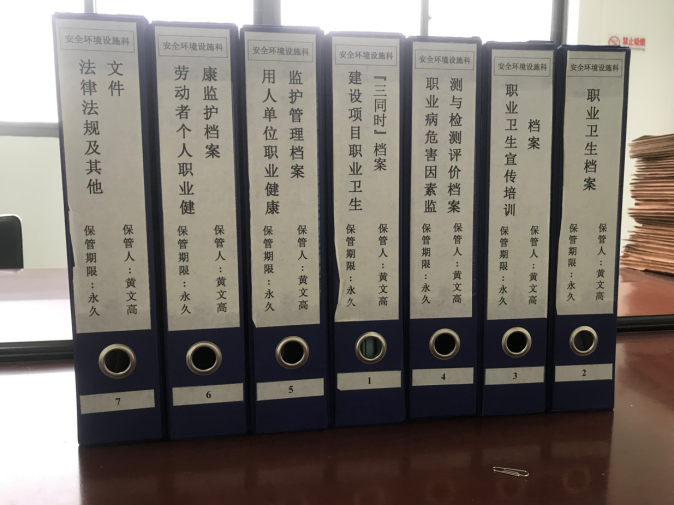 安全环境设施科
法律法规及其他
文件
保管期限：永久
保管人：黄文高
7
安全环境设施科
劳动者个人职业健
康监护档案
保管期限：永久
保管人：黄文高
6
安全环境设施科
用人单位职业健康
监护管理档案
保管期限：永久
保管人：黄文高
5
安全环境设施科
建设项目职业卫生
『三同时』档案
保管期限：永久
保管人：黄文高
1
安全环境设施科
职业病危害因素监
测与检测评价档案
保管期限：永久
保管人：黄文高
4
安全环境设施科
职业卫生宣传培训
档案
保管期限：永久
保管人：黄文高
3
安全环境设施科
职业卫生档案
保管期限：永久
保管人：黄文高
2
禁止吸烟